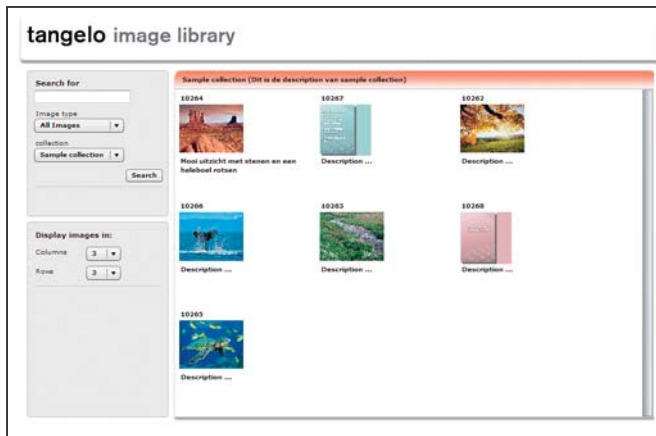 tangelo image library
Search for
Image type
All Images
collection
Sample collection
Search
Display images in:
Columns 3
Rows 3
Sample collection (Dit is de description van sample collection)
10264 10267 10262
Mooi uitzicht met stenen en een
heleboel rotsen
Description ... Description ...
10266 10263 10268
Description ... Description ... Description ...
10265
Description ...